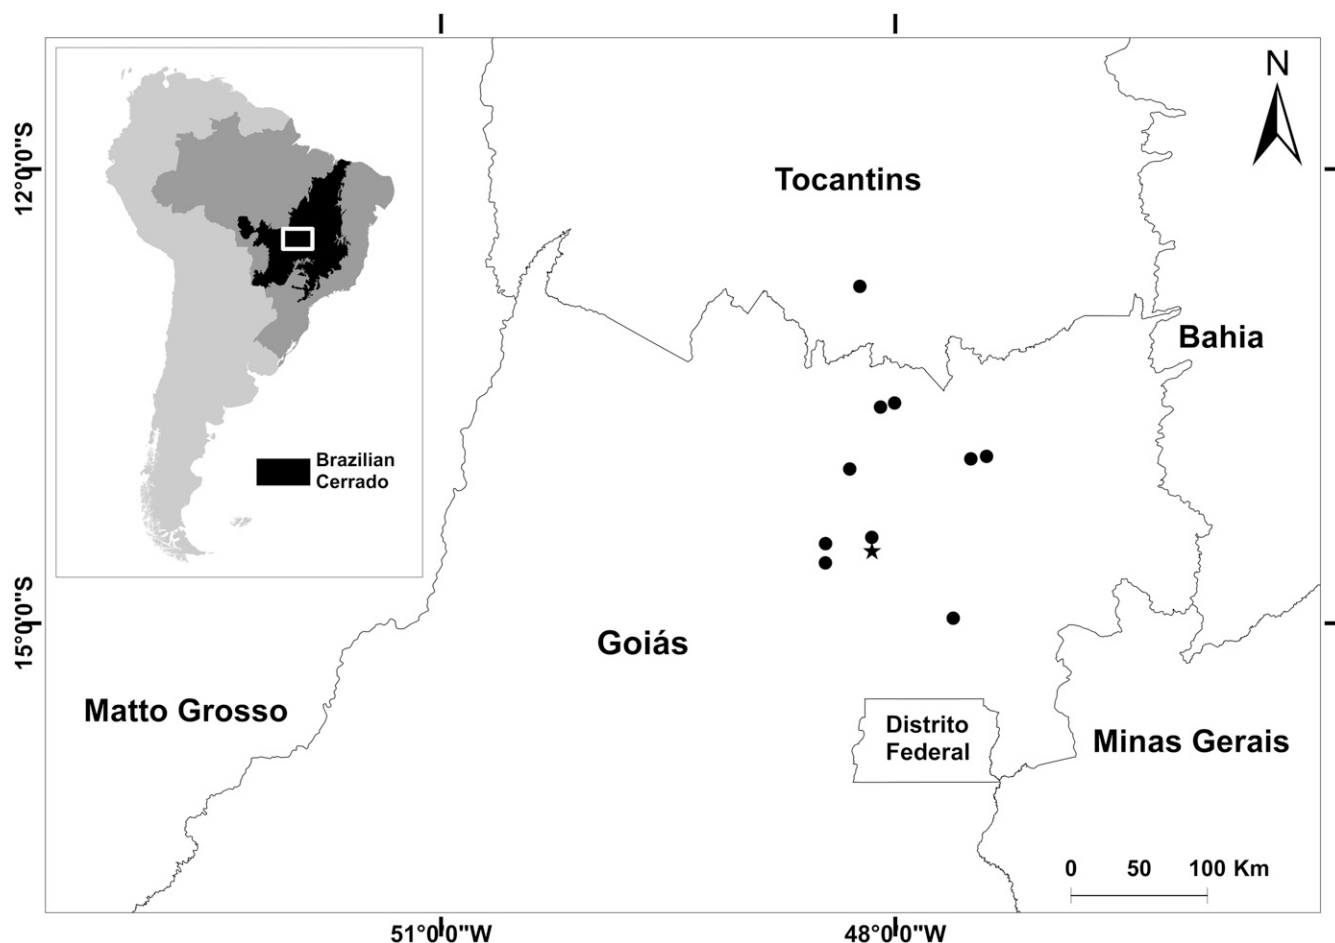 N
12°0'0"S
Tocantins
Bahia
Brazilian
Cerrado
15°0'0"S
Goiás
Matto Grosso
Distrito
Federal
Minas Gerais
0 50 100 Km
51°0'0"W
48°0'0"W